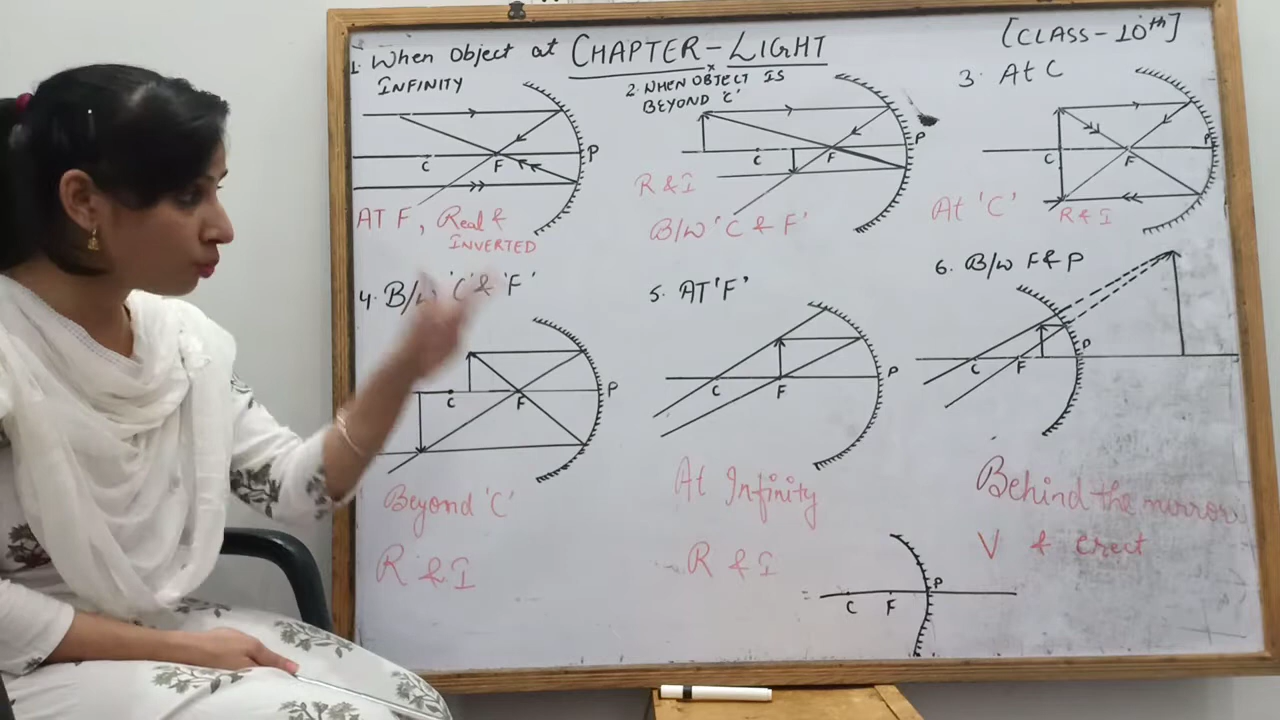 CHAPTER-LIGHT
[CLASS-10th]
1. When Object at
INFINITY
C
F
P
AT F, Real &
INVERTED
2. WHEN OBJECT IS
BEYOND 'C'
C
F
P
R & I
B/W 'C & F'
3. At C
C
F
P
At 'C'
R & I
4. B/W 'C' & 'F'
C
F
P
Beyond 'C'
R & I
5. AT 'F'
C
F
P
At Infinity
R & I
6. B/W F & P
C
F
P
Behind the mirror
V & erect
C
F
P